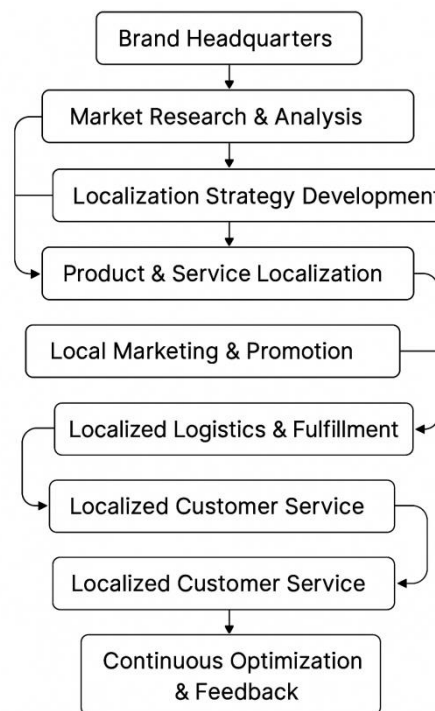 Brand Headquarters
Market Research & Analysis
Localization Strategy Development
Product & Service Localization
Local Marketing & Promotion
Localized Logistics & Fulfillment
Localized Customer Service
Localized Customer Service
Continuous Optimization
& Feedback